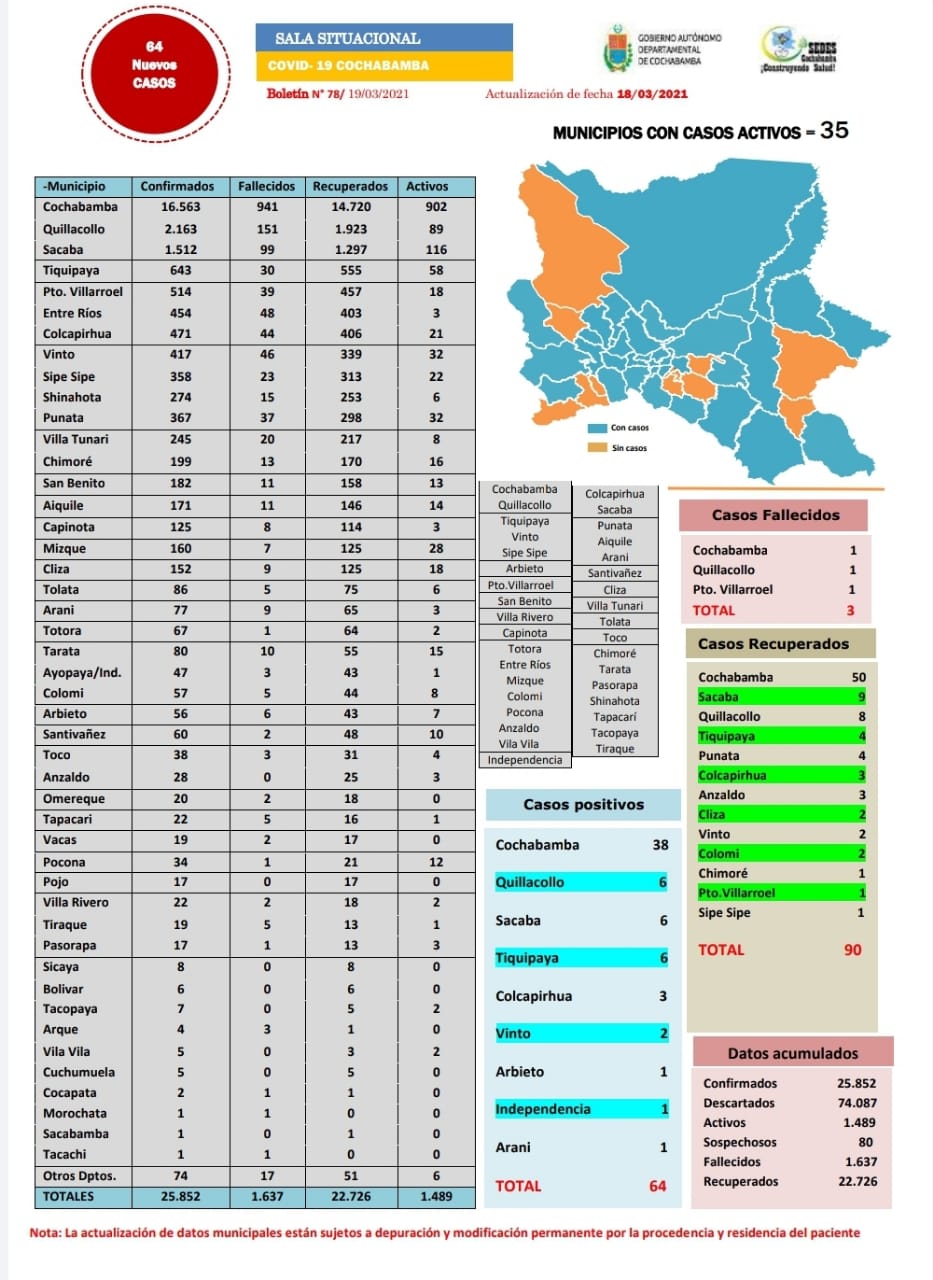 64
Nuevos
CASOS
SALA SITUACIONAL
COVID- 19 COCHABAMBA
GOBIERNO AUTÓNOMO
DEPARTAMENTAL
DE COCHABAMBA
SEDES
Cochabamba
¡Construyendo Salud!
Boletín N° 78/ 19/03/2021
Actualización de fecha 18/03/2021
MUNICIPIOS CON CASOS ACTIVOS = 35
-Municipio Confirmados Fallecidos Recuperados Activos
Cochabamba 16.563 941 14.720 902
Quillacollo 2.163 151 1.923 89
Sacaba 1.512 99 1.297 116
Tiquipaya 643 30 555 58
Pto. Villarroel 514 39 457 18
Entre Ríos 454 48 403 3
Colcapirhua 471 44 406 21
Vinto 417 46 339 32
Sipe Sipe 358 23 313 22
Shinahota 274 15 253 6
Punata 367 37 298 32
Villa Tunari 245 20 217 8
Chimoré 199 13 170 16
San Benito 182 11 158 13
Aiquile 171 11 146 14
Capinota 125 8 114 3
Mizque 160 7 125 28
Cliza 152 9 125 18
Tolata 86 5 75 6
Arani 77 9 65 3
Totora 67 1 64 2
Tarata 80 10 55 15
Ayopaya/Ind. 47 3 43 1
Colomi 57 5 44 8
Arbieto 56 6 43 7
Santivañez 60 2 48 10
Toco 38 3 31 4
Anzaldo 28 0 25 3
Omereque 20 2 18 0
Tapacari 22 5 16 1
Vacas 19 2 17 0
Pocona 34 1 21 12
Pojo 17 0 17 0
Villa Rivero 22 2 18 2
Tiraque 19 5 13 1
Pasorapa 17 1 13 3
Sicaya 8 0 8 0
Bolivar 6 0 6 0
Tacopaya 7 0 5 2
Arque 4 3 1 0
Vila Vila 5 0 3 2
Cuchumuela 5 0 5 0
Cocapata 2 1 1 0
Morochata 1 1 0 0
Sacabamba 1 0 1 0
Tacachi 1 1 0 0
Otros Dptos. 74 17 51 6
TOTALES 25.852 1.637 22.726 1.489
Con casos
Sin casos
Cochabamba
Quillacollo
Tiquipaya
Vinto
Sipe Sipe
Arbieto
Pto.Villarroel
San Benito
Villa Rivero
Capinota
Totora
Entre Ríos
Mizque
Colomi
Pocona
Anzaldo
Vila Vila
Independencia
Colcapirhua
Sacaba
Punata
Aiquile
Arani
Santivañez
Cliza
Villa Tunari
Tolata
Toco
Chimoré
Tarata
Pasorapa
Shinahota
Tapacarí
Tacopaya
Tiraque
Casos Fallecidos
Cochabamba 1
Quillacollo 1
Pto. Villarroel 1
TOTAL 3
Casos Recuperados
Cochabamba 50
Sacaba 9
Quillacollo 8
Tiquipaya 4
Punata 4
Colcapirhua 3
Anzaldo 3
Cliza 2
Vinto 2
Colomi 2
Chimoré 1
Pto.Villarroel 1
Sipe Sipe 1
TOTAL 90
Casos positivos
Cochabamba 38
Quillacollo 6
Sacaba 6
Tiquipaya 6
Colcapirhua 3
Vinto 2
Arbieto 1
Independencia 1
Arani 1
TOTAL 64
Datos acumulados
Confirmados 25.852
Descartados 74.087
Activos 1.489
Sospechosos 80
Fallecidos 1.637
Recuperados 22.726
Nota: La actualización de datos municipales están sujetos a depuración y modificación permanente por la procedencia y residencia del paciente